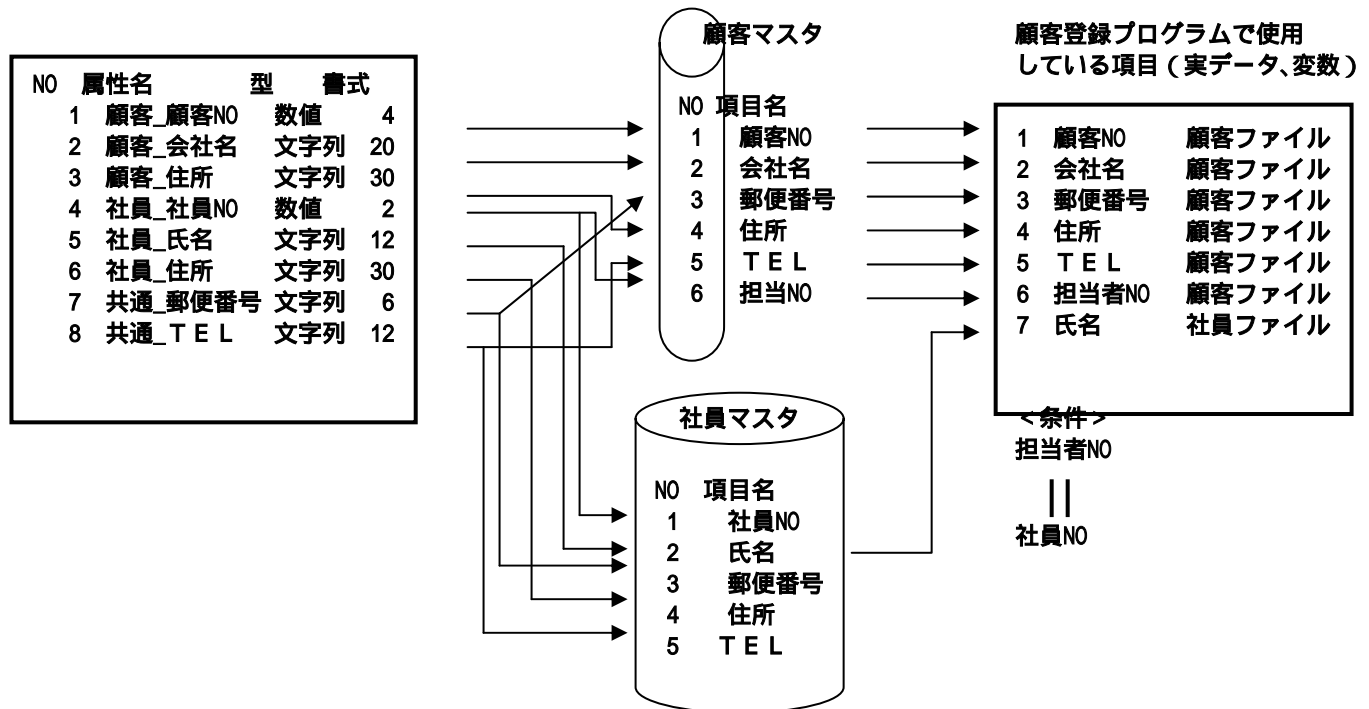 NO 属性名 型 書式
1 顧客_顧客NO 数値 4
2 顧客_会社名 文字列 20
3 顧客_住所 文字列 30
4 社員_社員NO 数値 2
5 社員_氏名 文字列 12
6 社員_住所 文字列 30
7 共通_郵便番号 文字列 6
8 共通_ＴＥＬ 文字列 12
顧客マスタ
NO 項目名
1 顧客NO
2 会社名
3 郵便番号
4 住所
5 ＴＥＬ
6 担当NO
社員マスタ
NO 項目名
1 社員NO
2 氏名
3 郵便番号
4 住所
5 ＴＥＬ
顧客登録プログラムで使用
している項目（実データ、変数）
1 顧客NO 顧客ファイル
2 会社名 顧客ファイル
3 郵便番号 顧客ファイル
4 住所 顧客ファイル
5 ＴＥＬ 顧客ファイル
6 担当者NO 顧客ファイル
7 氏名 社員ファイル
＜条件＞
担当者NO
||
社員NO